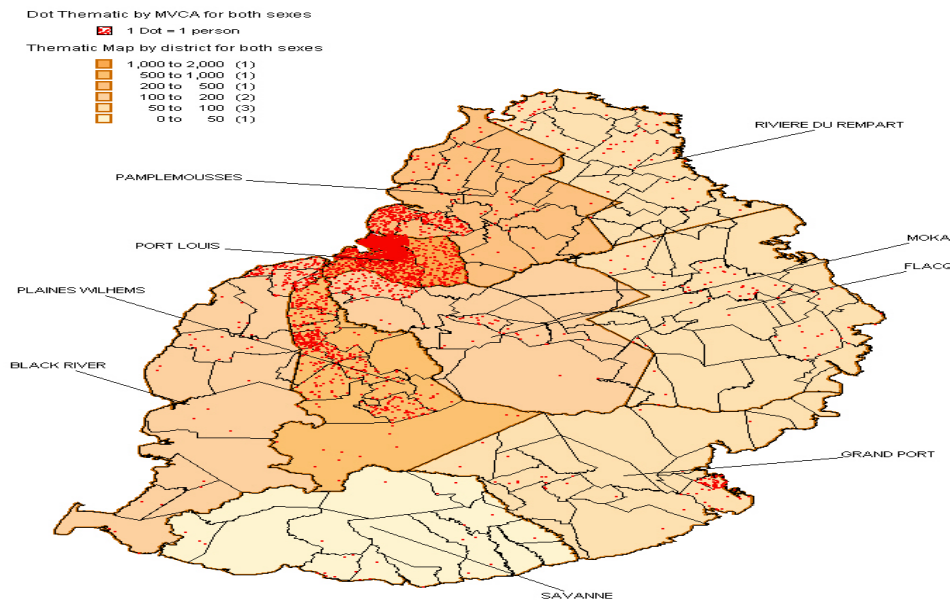 Dot Thematic by MVCA for both sexes
1 Dot = 1 person
Thematic Map by district for both sexes
1,000 to 2,000 (1)
500 to 1,000 (1)
200 to 500 (1)
100 to 200 (2)
50 to 100 (3)
0 to 50 (1)
RIVIERE DU REMPART
PAMPLEMOUSSES
PORT LOUIS
MOKA
FLACQ
PLAINES WILHEMS
BLACK RIVER
GRAND PORT
SAVANNE